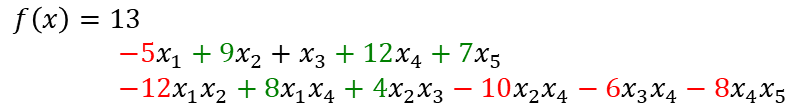 f(x) = 13
−5x₁ + 9x₂ + x₃ + 12x₄ + 7x₅
−12x₁x₂ + 8x₁x₄ + 4x₂x₃ − 10x₂x₄ − 6x₃x₄ − 8x₄x₅